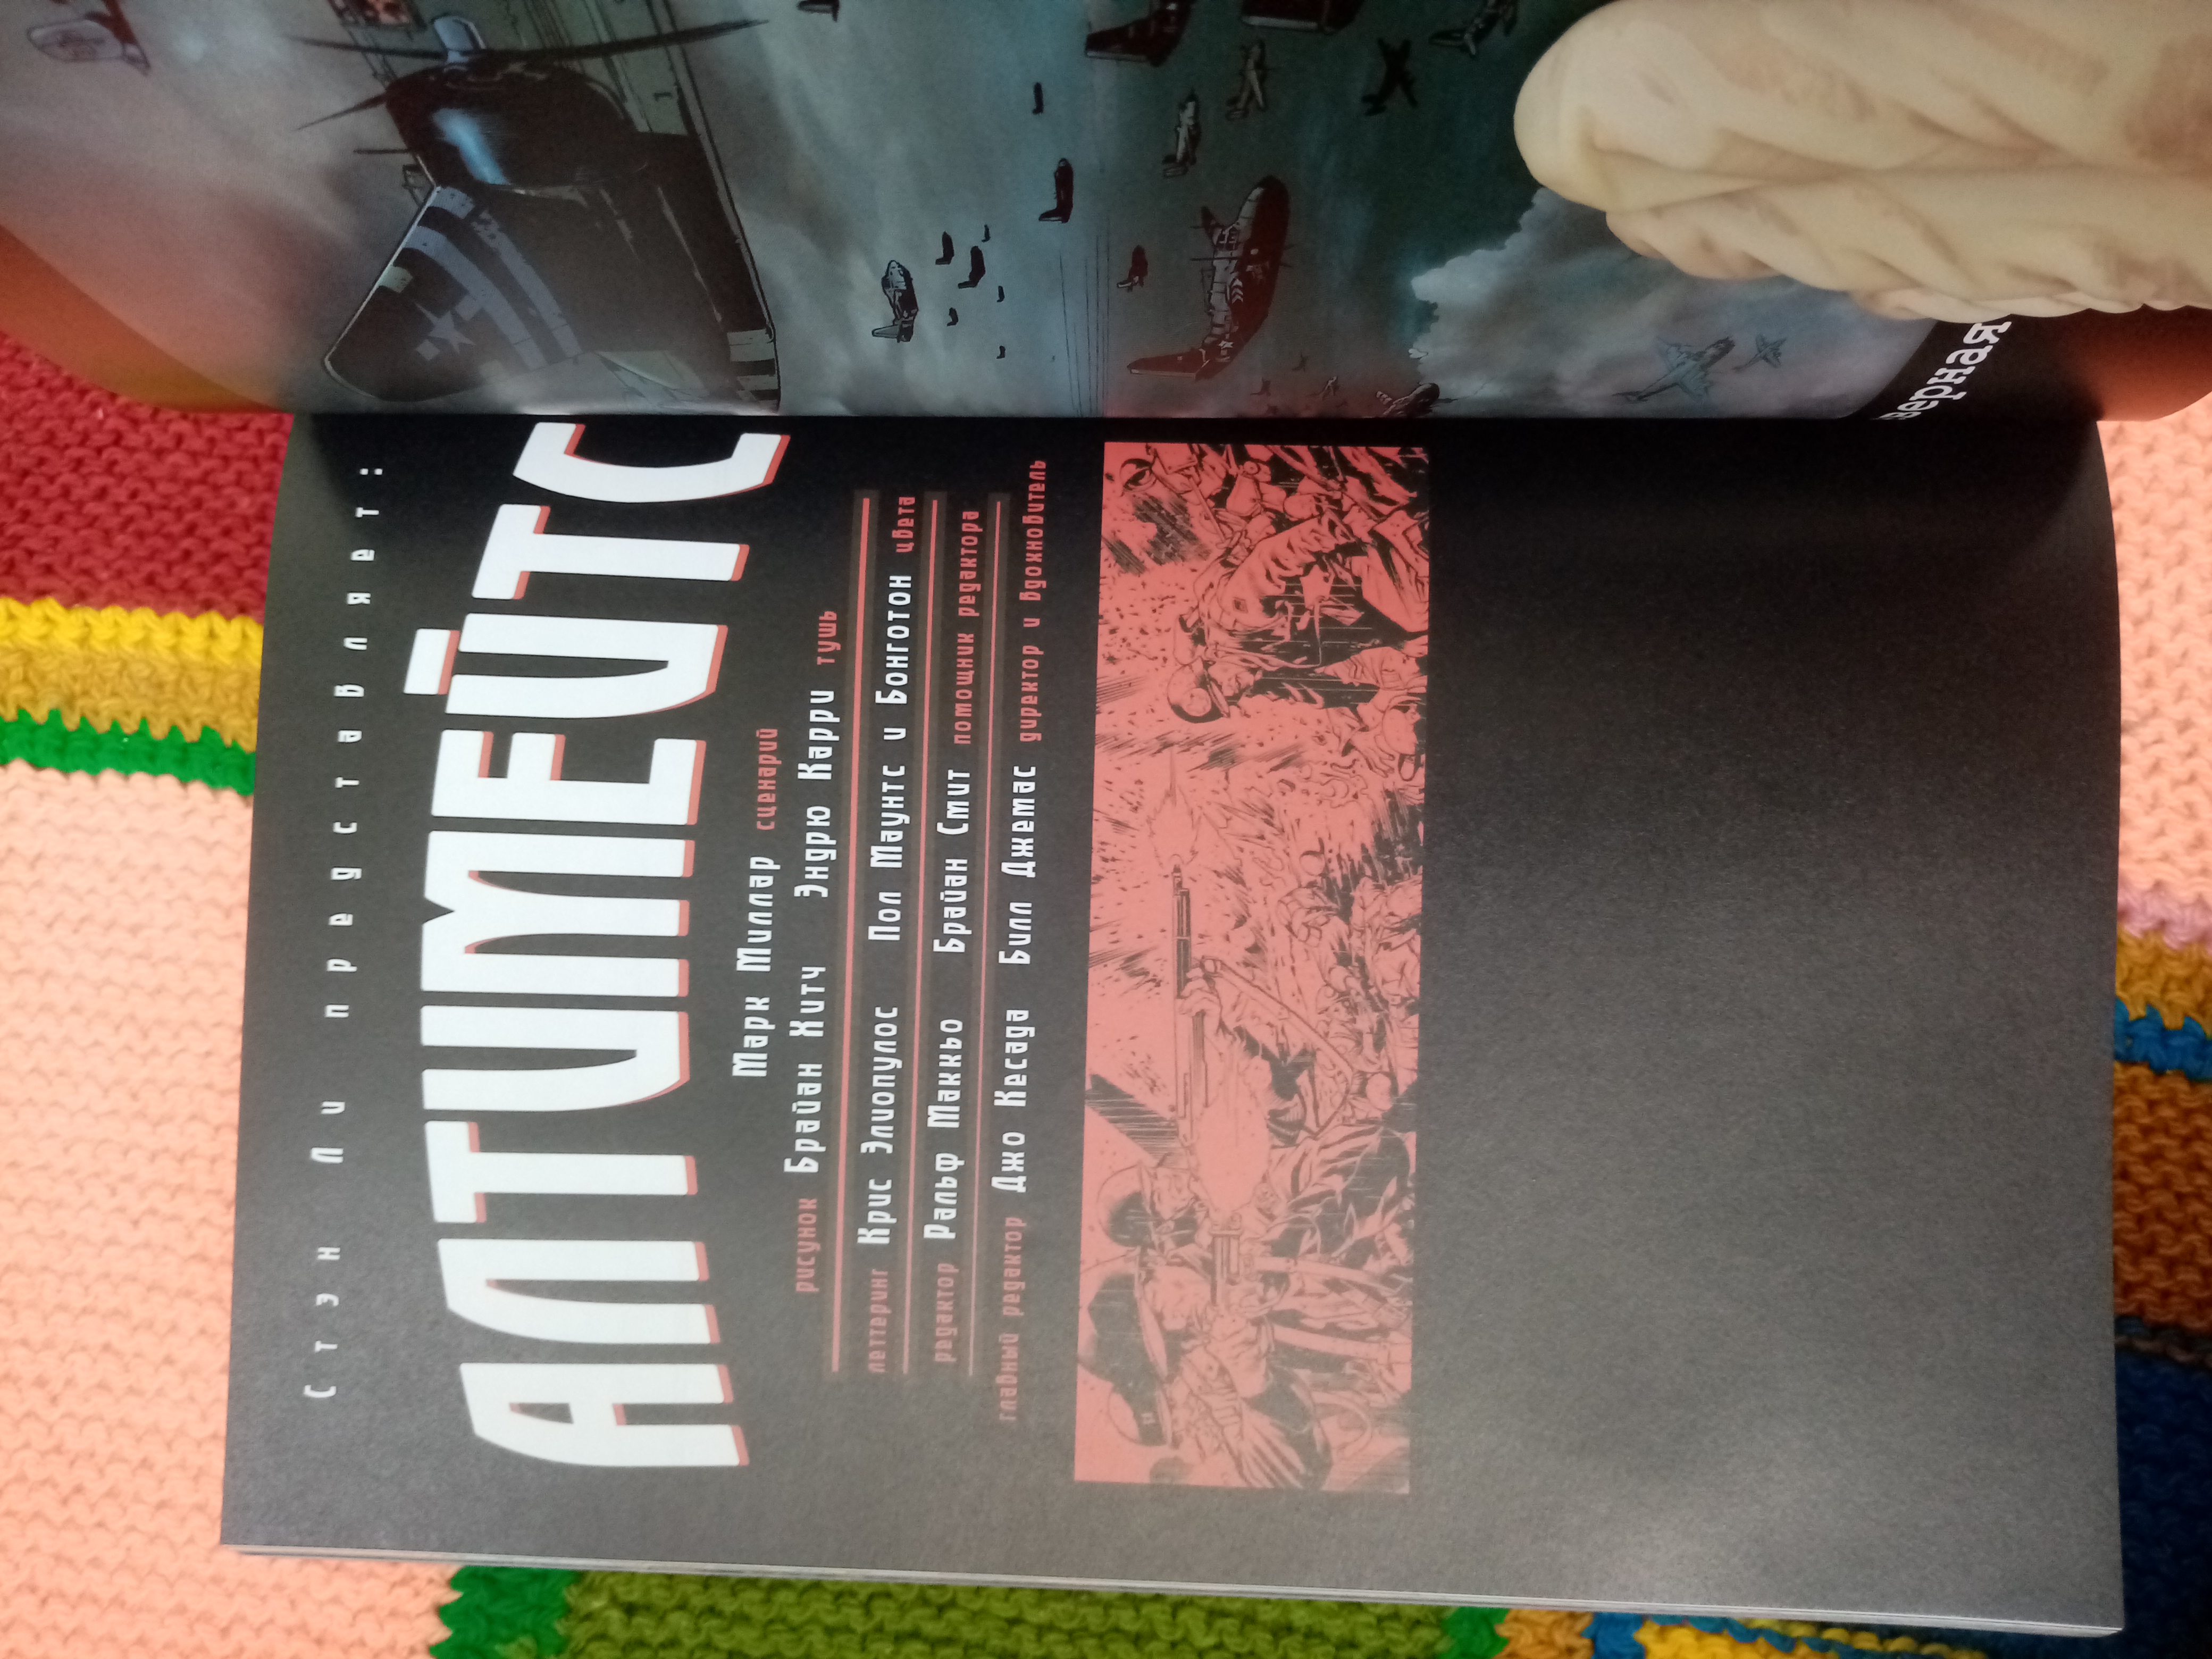 Стэн Ли представляет:
АЛТИМЕЙТС
Марк Миллар сценарий
рисунок Брайан Хитч Эндрю Карри тушь
леттеринг Крис Элиопулос Пол Маунтс и Бонготон цвета
редактор Ральф Маккьо Брайан Смит помощник редактора
главный редактор Джо Кесада Билл Джемас директор и вдохновитель